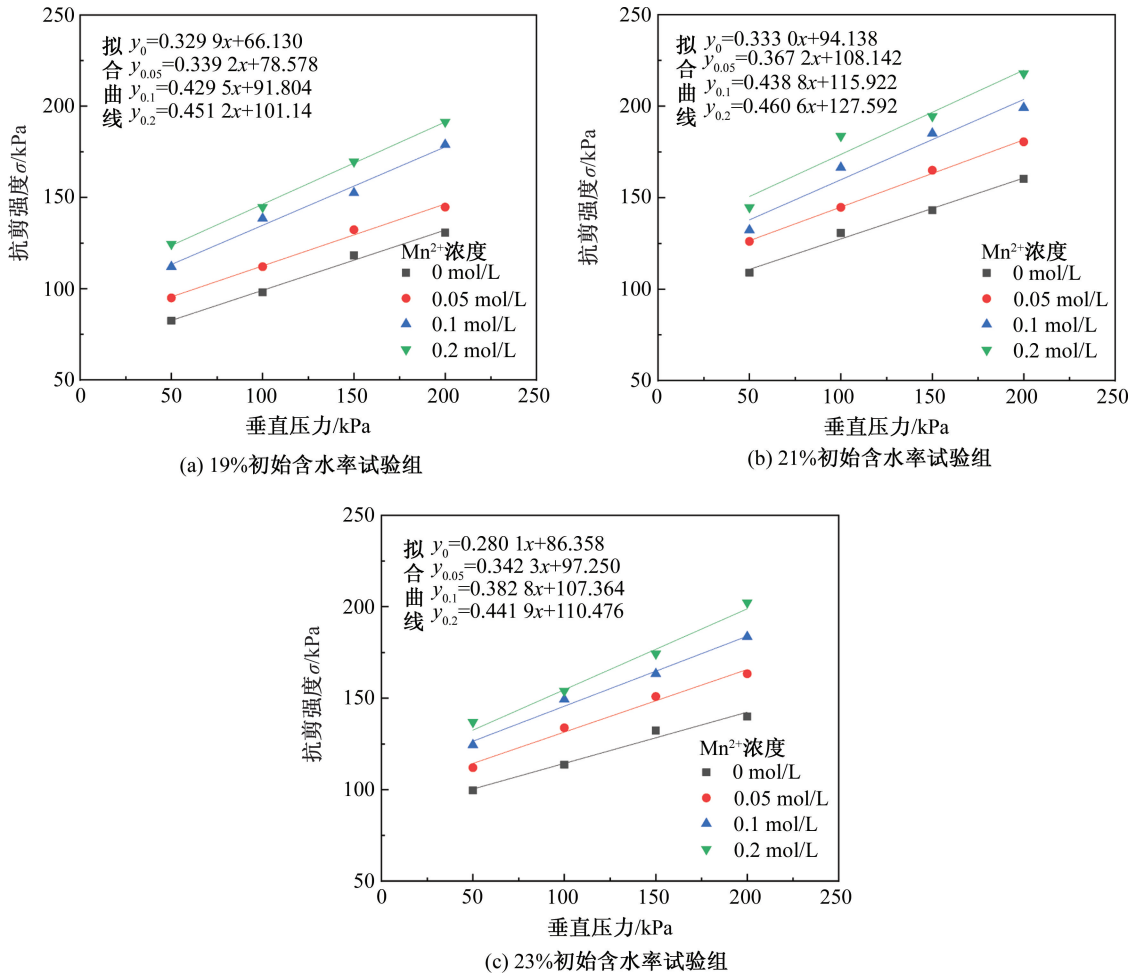 拟合曲线
y0=0.329 9x+66.130
y0.05=0.339 2x+78.578
y0.1=0.429 5x+91.804
y0.2=0.451 2x+101.14
250
200
150
100
50
抗剪强度σ/kPa
Mn2+浓度
0 mol/L
0.05 mol/L
0.1 mol/L
0.2 mol/L
0 50 100 150 200 250
垂直压力/kPa
(a) 19%初始含水率试验组
拟合曲线
y0=0.333 0x+94.138
y0.05=0.367 2x+108.142
y0.1=0.438 8x+115.922
y0.2=0.460 6x+127.592
250
200
150
100
50
抗剪强度σ/kPa
Mn2+浓度
0 mol/L
0.05 mol/L
0.1 mol/L
0.2 mol/L
0 50 100 150 200 250
垂直压力/kPa
(b) 21%初始含水率试验组
拟合曲线
y0=0.280 1x+86.358
y0.05=0.342 3x+97.250
y0.1=0.382 8x+107.364
y0.2=0.441 9x+110.476
250
200
150
100
50
抗剪强度σ/kPa
Mn2+浓度
0 mol/L
0.05 mol/L
0.1 mol/L
0.2 mol/L
0 50 100 150 200 250
垂直压力/kPa
(c) 23%初始含水率试验组